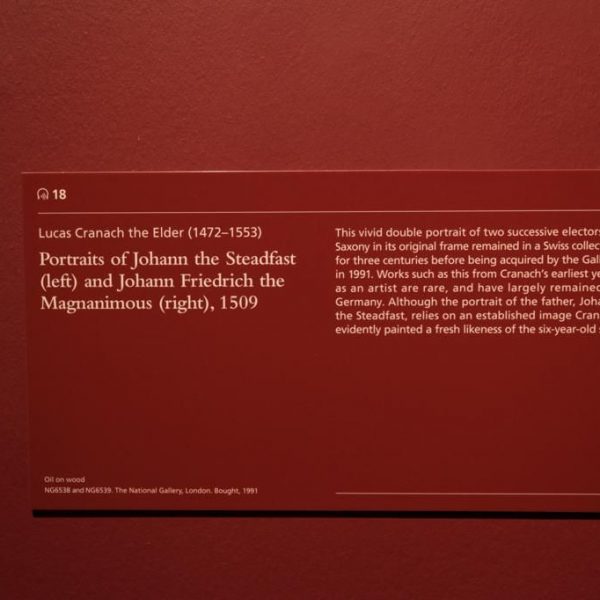 18
Lucas Cranach the Elder (1472–1553)
Portraits of Johann the Steadfast
(left) and Johann Friedrich the
Magnanimous (right), 1509
This vivid double portrait of two successive electors
Saxony in its original frame remained in a Swiss collec
for three centuries before being acquired by the Gall
in 1991. Works such as this from Cranach's earliest ye
as an artist are rare, and have largely remained
Germany. Although the portrait of the father, Joha
the Steadfast, relies on an established image Cran
evidently painted a fresh likeness of the six-year-old s
Oil on wood
NG6538 and NG6539. The National Gallery, London. Bought, 1991